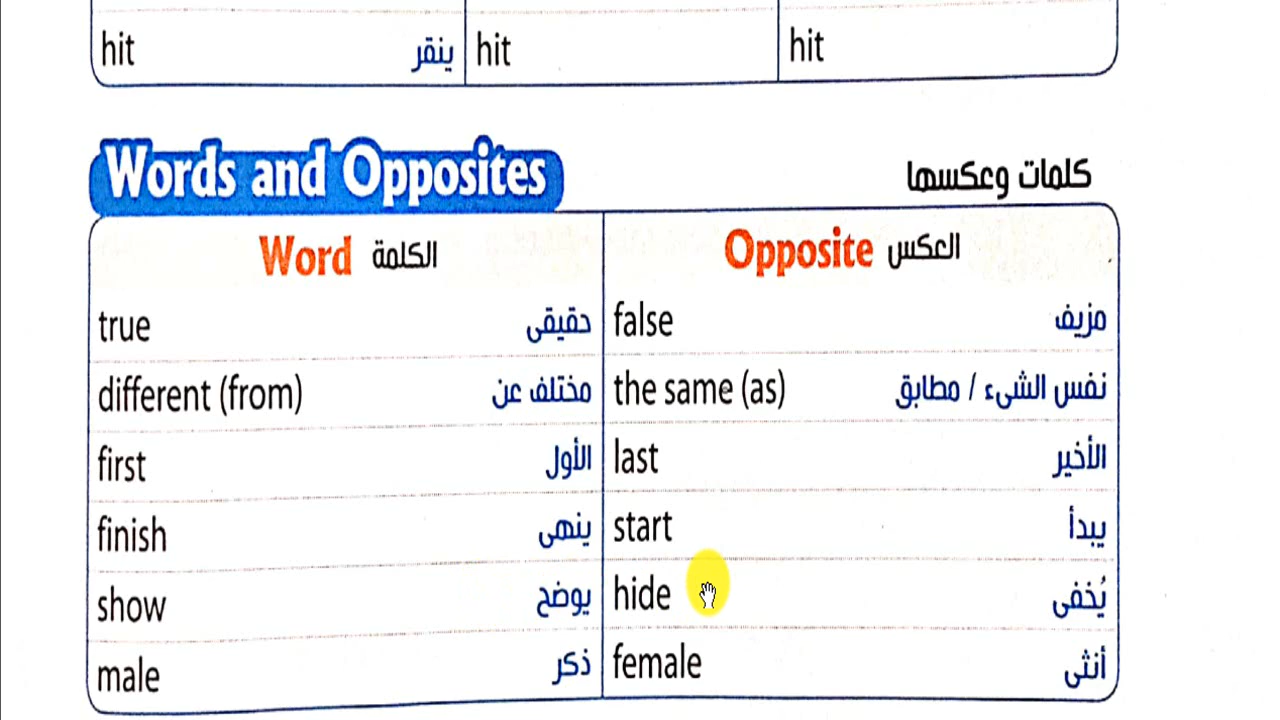 hit ينقر hit hit
Words and Opposites كلمات وعكسها
Word الكلمة Opposite العكس
true حقيقى false مزيف
different (from) مختلف عن the same (as) نفس الشىء / مطابق
first الأول last الأخير
finish ينهى start يبدأ
show يوضح hide يُخفى
male ذكر female أنثى